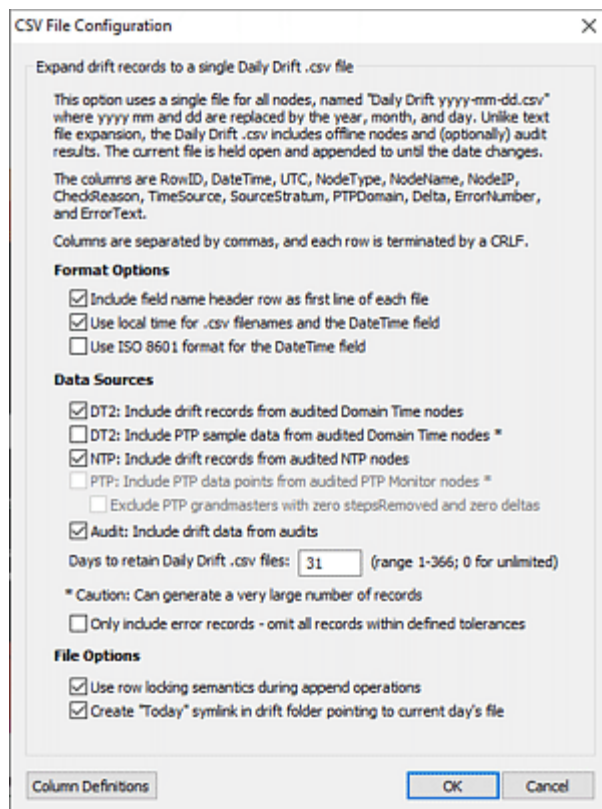 CSV File Configuration
Expand drift records to a single Daily Drift .csv file
This option uses a single file for all nodes, named "Daily Drift yyyy-mm-dd.csv"
where yyyy mm and dd are replaced by the year, month, and day. Unlike text
file expansion, the Daily Drift .csv includes offline nodes and (optionally) audit
results. The current file is held open and appended to until the date changes.
The columns are RowID, DateTime, UTC, NodeType, NodeName, NodeIP,
CheckReason, TimeSource, SourceStratum, PTPDomain, Delta, ErrorNumber,
and ErrorText.
Columns are separated by commas, and each row is terminated by a CRLF.
Format Options
Include field name header row as first line of each file
Use local time for .csv filenames and the DateTime field
Use ISO 8601 format for the DateTime field
Data Sources
DT2: Include drift records from audited Domain Time nodes
DT2: Include PTP sample data from audited Domain Time nodes *
NTP: Include drift records from audited NTP nodes
PTP: Include PTP data points from audited PTP Monitor nodes *
Exclude PTP grandmasters with zero stepsRemoved and zero deltas
Audit: Include drift data from audits
Days to retain Daily Drift .csv files: 31 (range 1-366; 0 for unlimited)
* Caution: Can generate a very large number of records
Only include error records - omit all records within defined tolerances
File Options
Use row locking semantics during append operations
Create "Today" symlink in drift folder pointing to current day's file
Column Definitions OK Cancel